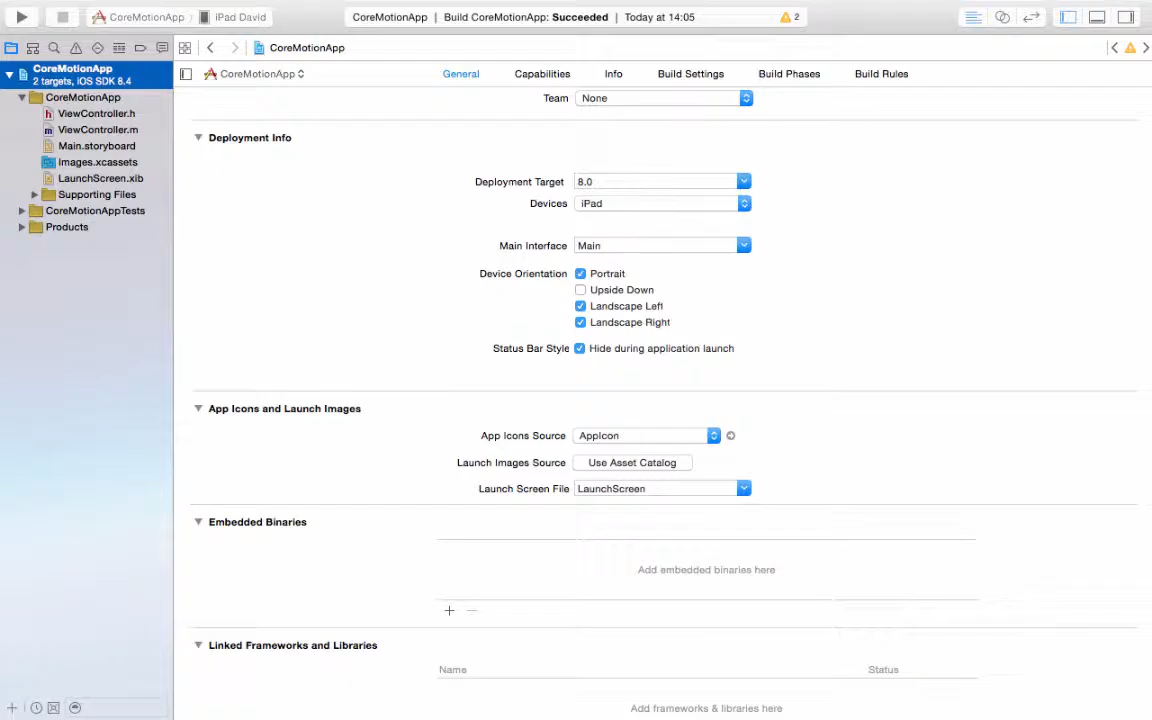 CoreMotionApp iPad David
CoreMotionApp | Build CoreMotionApp: Succeeded | Today at 14:05 2
CoreMotionApp
CoreMotionApp
2 targets, iOS SDK 8.4
CoreMotionApp
ViewController.h
ViewController.m
Main.storyboard
Images.xcassets
LaunchScreen.xib
Supporting Files
CoreMotionAppTests
Products
CoreMotionApp General Capabilities Info Build Settings Build Phases Build Rules
Team None
Deployment Info
Deployment Target 8.0
Devices iPad
Main Interface Main
Device Orientation Portrait
Upside Down
Landscape Left
Landscape Right
Status Bar Style Hide during application launch
App Icons and Launch Images
App Icons Source AppIcon
Launch Images Source Use Asset Catalog
Launch Screen File LaunchScreen
Embedded Binaries
Add embedded binaries here
Linked Frameworks and Libraries
Name Status
Add frameworks & libraries here